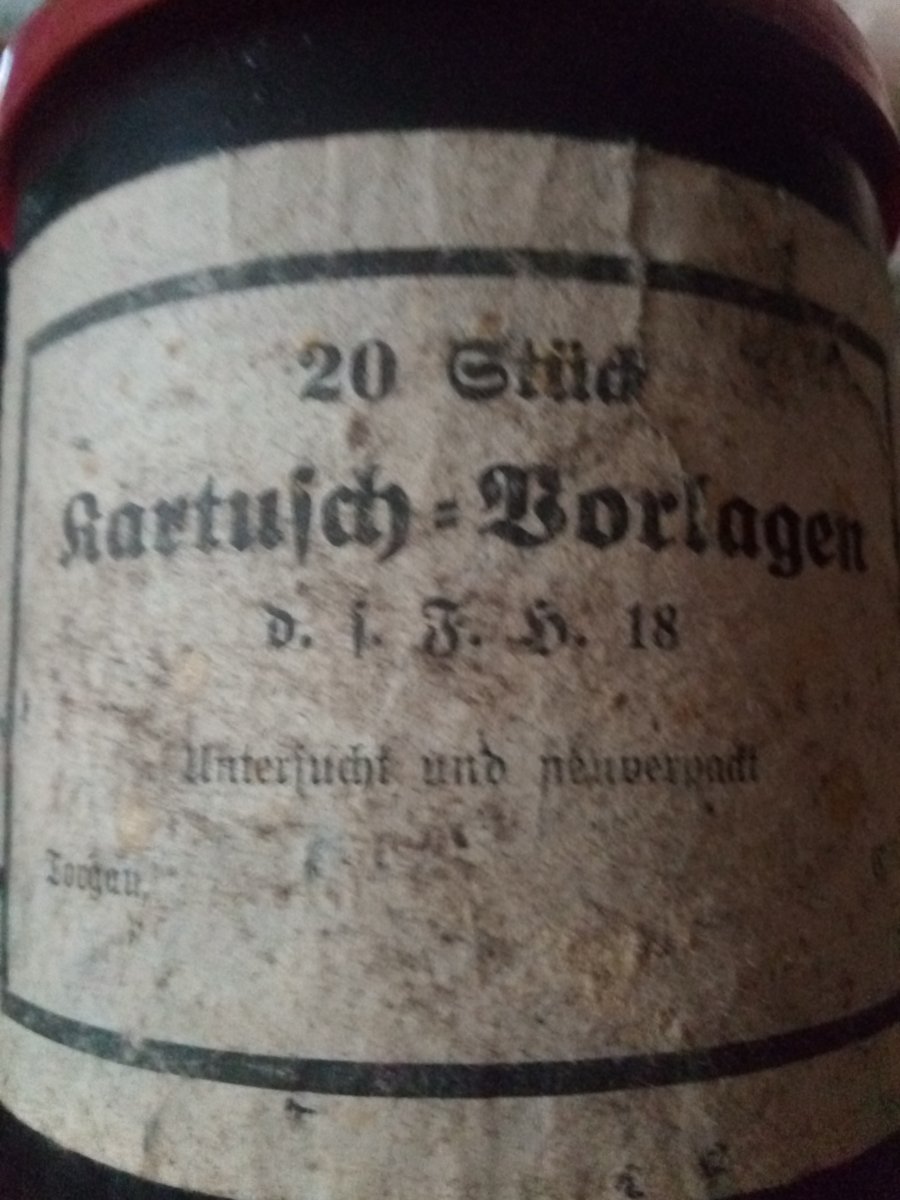 20 Stück
Kartusch-Vorlagen
d. s. F. H. 18
Untersucht und neuverpackt
Torgau,